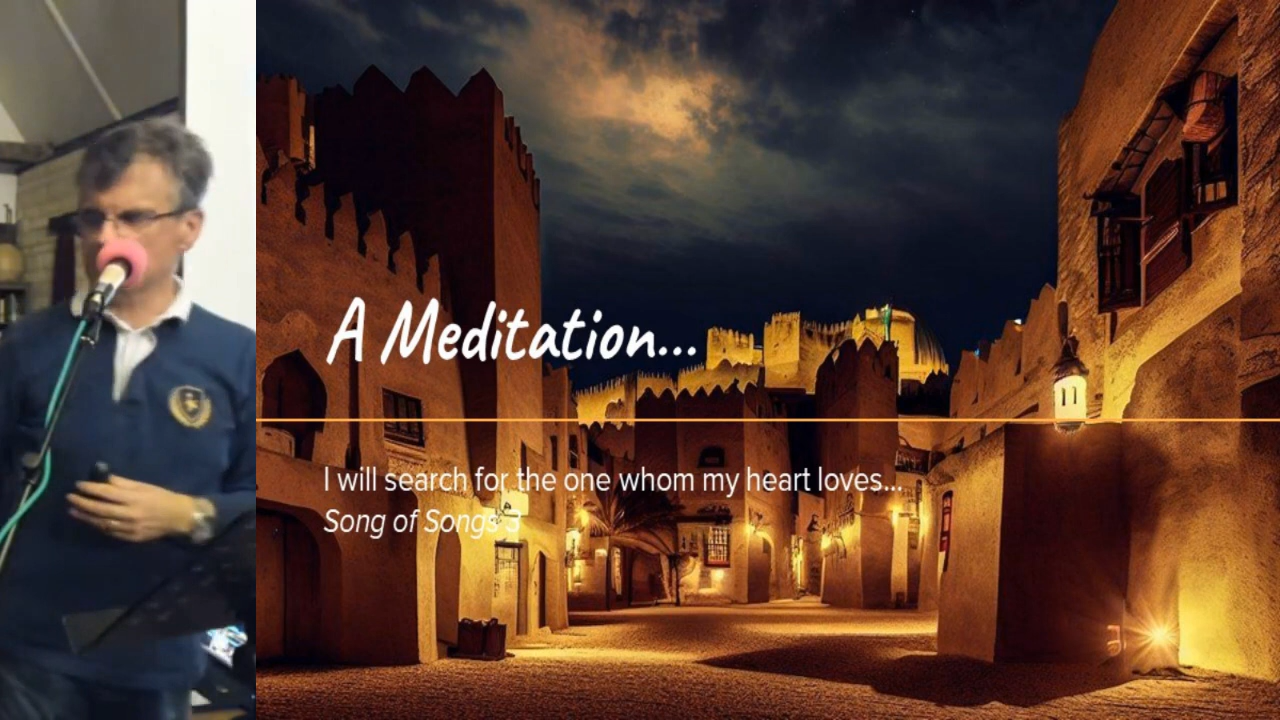 A Meditation...
I will search for the one whom my heart loves...
Song of Songs 3